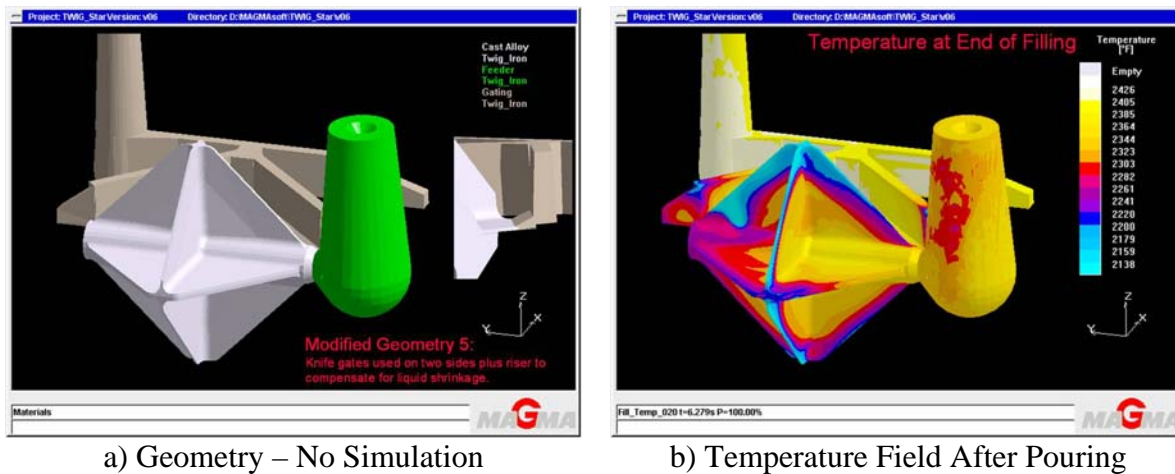 Project: TWIG_StarVersion: v06 Directory: D:\MAGMAsoft\TWIG_Star\v06
Cast Alloy
Twig_Iron
Feeder
Twig_Iron
Gating
Twig_Iron
Z
Y X
Modified Geometry 5:
Knife gates used on two sides plus riser to
compensate for liquid shrinkage.
Materials
MAGMA
a) Geometry – No Simulation
Project: TWIG_StarVersion: v06 Directory: D:\MAGMAsoft\TWIG_Star\v06
Temperature at End of Filling
Temperature
[°F]
Empty
2426
2405
2385
2364
2344
2323
2303
2282
2261
2241
2220
2200
2179
2159
2138
Z
Y X
Fill_Temp_020 t=6.279s P=100.00%
MAGMA
b) Temperature Field After Pouring